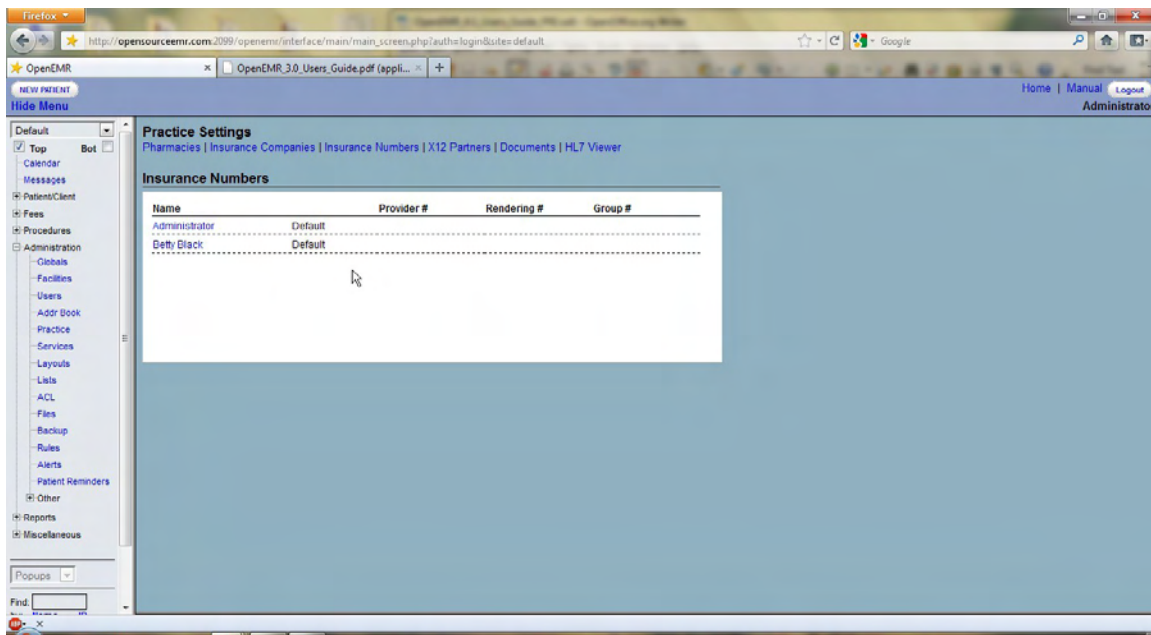 Firefox
http://opensourceemr.com:2099/openemr/interface/main/main_screen.php?auth=login&site=default
Google
OpenEMR
OpenEMR_3.0_Users_Guide.pdf (appli...
NEW PATIENT
Home | Manual Logout
Hide Menu
Administrato
Default
Top Bot
Calendar
Messages
Patient/Client
Fees
Procedures
Administration
Globals
Facilities
Users
Addr Book
Practice
Services
Layouts
Lists
ACL
Files
Backup
Rules
Alerts
Patient Reminders
Other
Reports
Miscellaneous
Popups
Find:
Practice Settings
Pharmacies | Insurance Companies | Insurance Numbers | X12 Partners | Documents | HL7 Viewer
Insurance Numbers
Name Provider # Rendering # Group #
Administrator Default
Betty Black Default